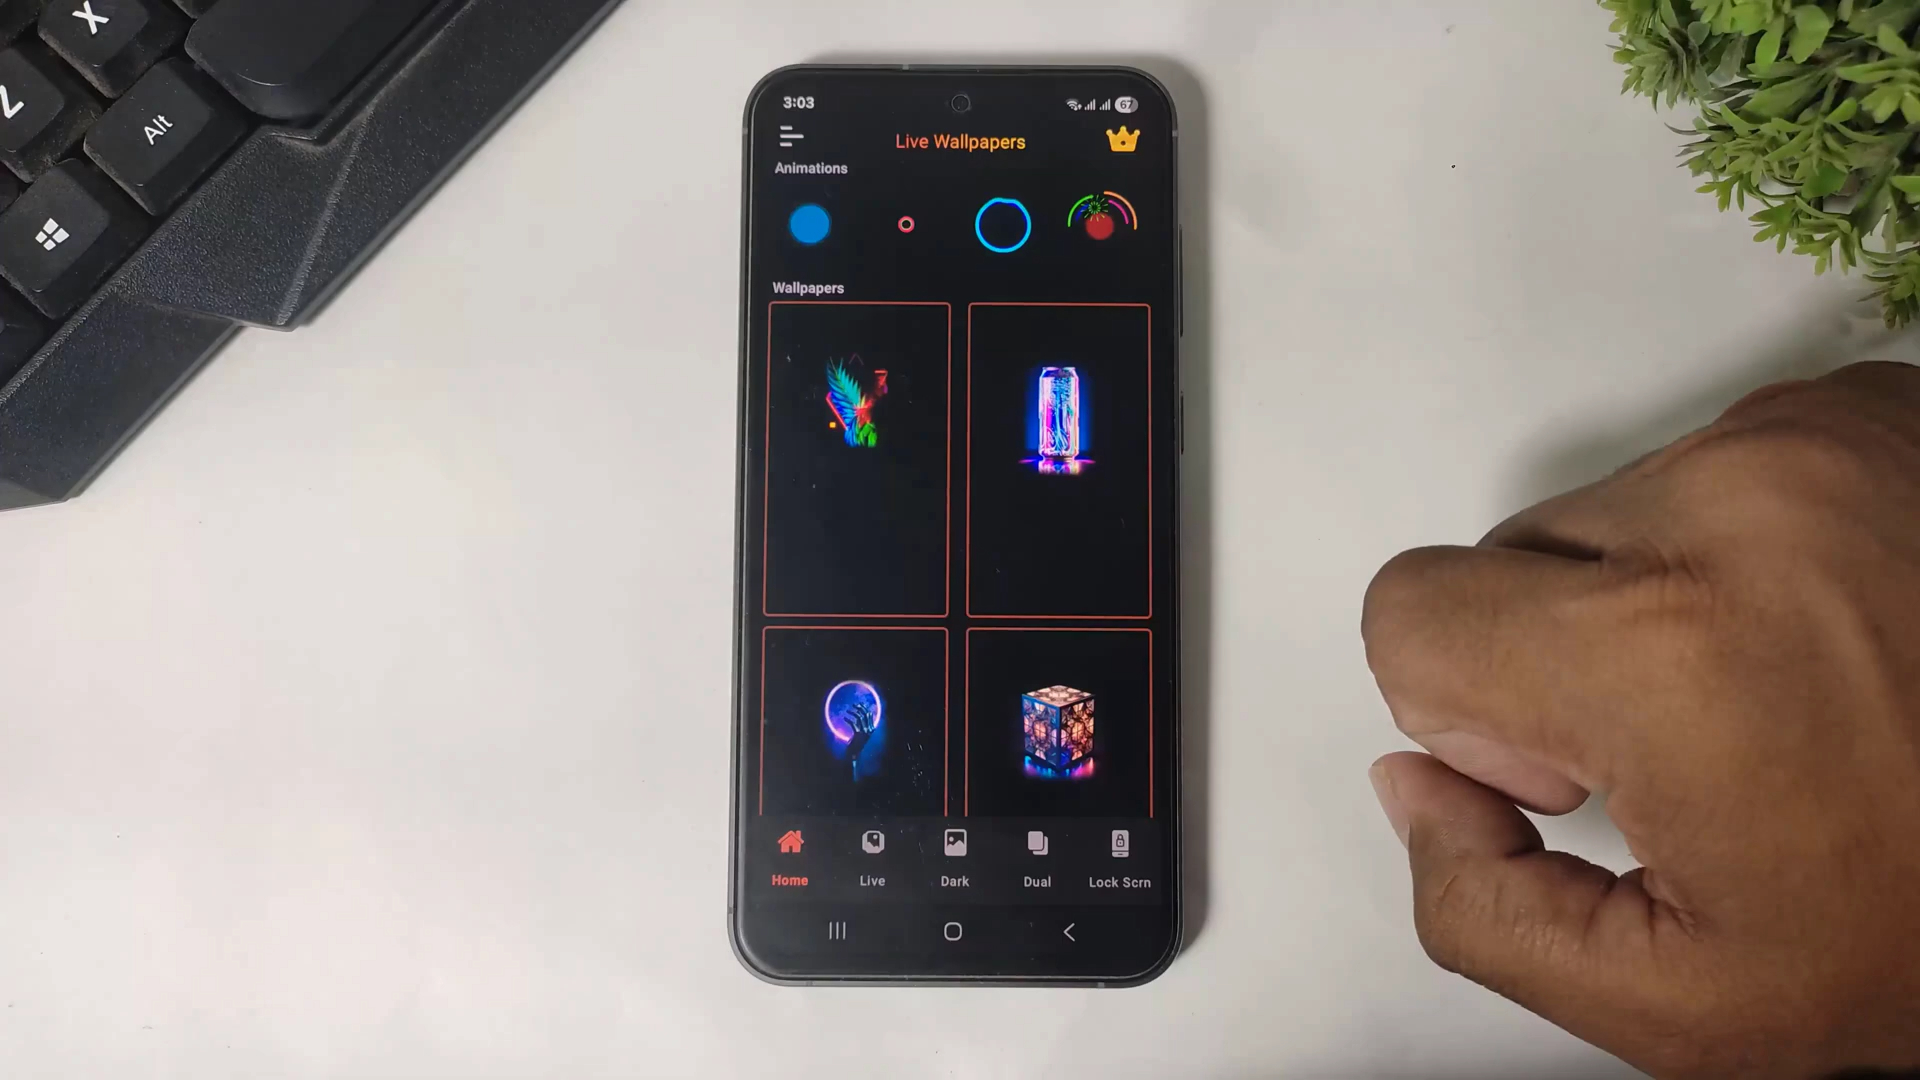 X
Z
Alt
3:03
67
Live Wallpapers
Animations
Wallpapers
Home
Live
Dark
Dual
Lock Scrn